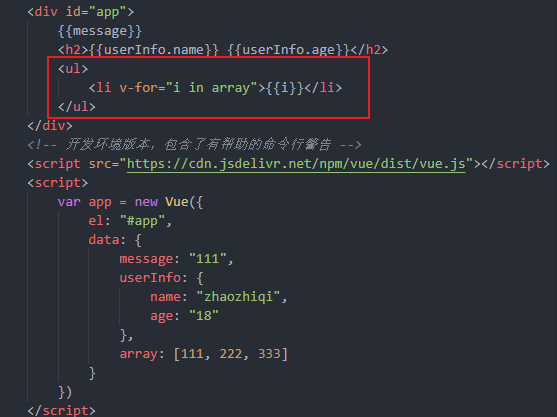 <div id="app">
{{message}}
<h2>{{userInfo.name}} {{userInfo.age}}</h2>
<ul>
<li v-for="i in array">{{i}}</li>
</ul>
</div>
<!-- 开发环境版本，包含了有帮助的命令行警告 -->
<script src="https://cdn.jsdelivr.net/npm/vue/dist/vue.js"></script>
<script>
var app = new Vue({
el: "#app",
data: {
message: "111",
userInfo: {
name: "zhaozhiqi",
age: "18"
},
array: [111, 222, 333]
}
})
</script>